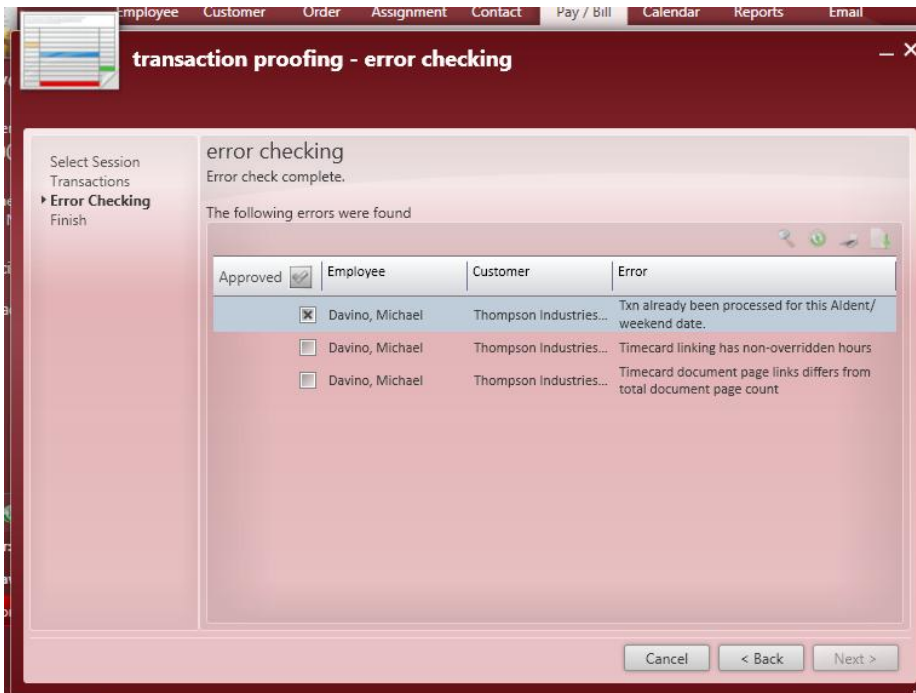 Employee Customer Order Assignment Contact Pay / Bill Calendar Reports Email
transaction proofing - error checking
Select Session
Transactions
Error Checking
Finish
error checking
Error check complete.
The following errors were found
Approved Employee Customer Error
Davino, Michael Thompson Industries... Txn already been processed for this AIdent/
weekend date.
Davino, Michael Thompson Industries... Timecard linking has non-overridden hours
Davino, Michael Thompson Industries... Timecard document page links differs from
total document page count
Cancel < Back Next >